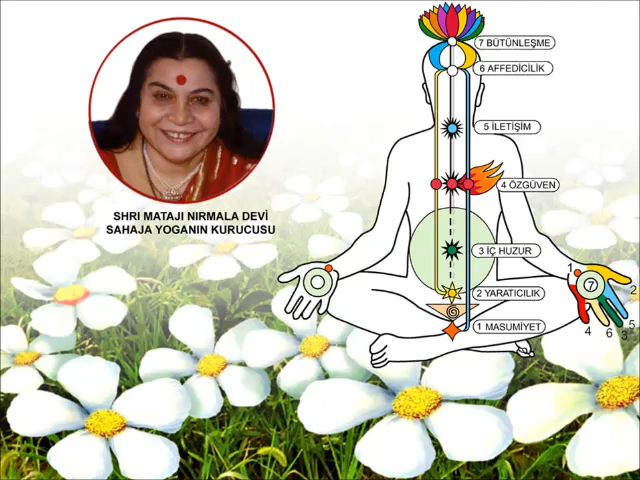 SHRI MATAJI NIRMALA DEVİ
SAHAJA YOGANIN KURUCUSU
7 BÜTÜNLEŞME
6 AFFEDİCİLİK
5 İLETİŞİM
4 ÖZGÜVEN
3 İÇ HUZUR
2 YARATICILIK
1 MASUMİYET
1
7
2
5
3
6
4